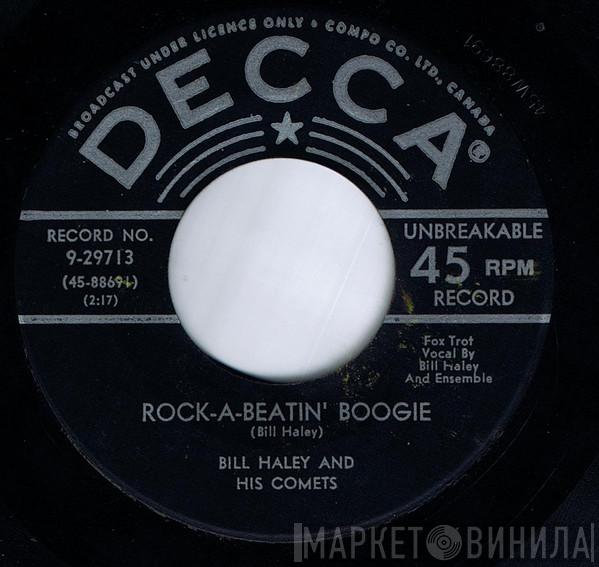 BROADCAST UNDER LICENCE ONLY • COMPO CO. LTD., CANADA
DECCA®
RECORD NO.
9-29713
(45-88691)
(2:17)
UNBREAKABLE
45 RPM
RECORD
Fox Trot
Vocal By
Bill Haley
And Ensemble
ROCK-A-BEATIN' BOOGIE
(Bill Haley)
BILL HALEY AND
HIS COMETS
45W88691
МАРКЕТ ВИНИЛА